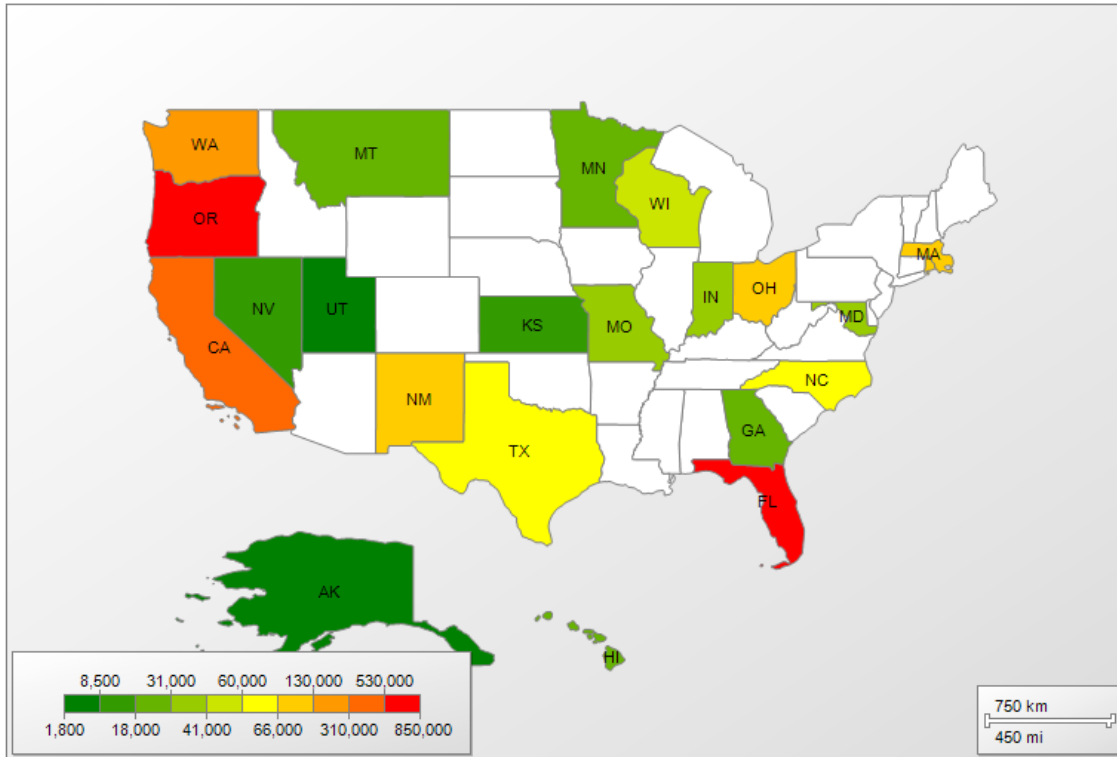 WA
MT
MN
OR
WI
MA
NV
UT
IN
OH
KS
MO
MD
CA
NM
NC
TX
GA
FL
AK
HI
8,500 31,000 60,000 130,000 530,000
1,800 18,000 41,000 66,000 310,000 850,000
750 km
450 mi